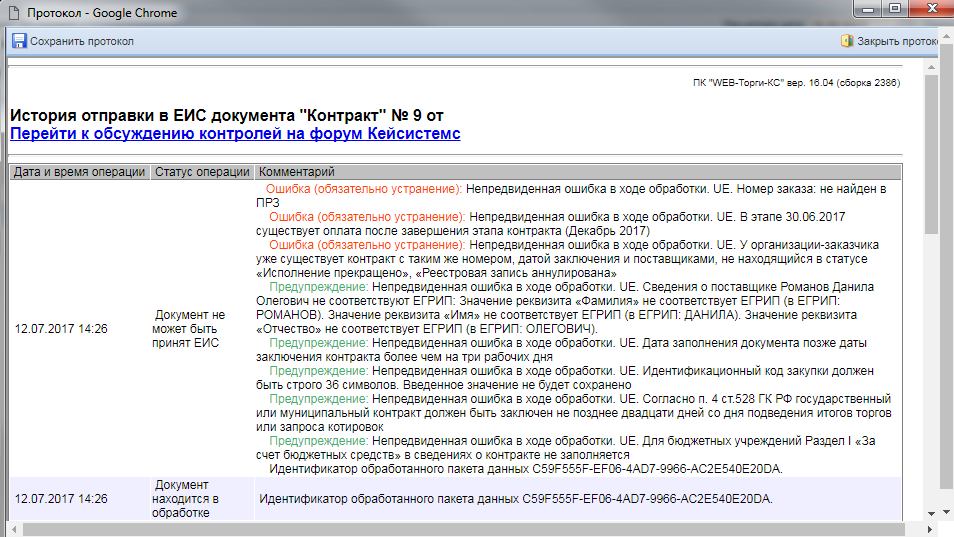 Протокол - Google Chrome
Сохранить протокол
Закрыть проток
ПК "WEB-Торги-КС" вер. 16.04 (сборка 2386)
История отправки в ЕИС документа "Контракт" № 9 от
Перейти к обсуждению контролей на форум Кейсистемс
Дата и время операции Статус операции Комментарий
Ошибка (обязательно устранение): Непредвиденная ошибка в ходе обработки. UE. Номер заказа: не найден в
ПРЗ
Ошибка (обязательно устранение): Непредвиденная ошибка в ходе обработки. UE. В этапе 30.06.2017
существует оплата после завершения этапа контракта (Декабрь 2017)
Ошибка (обязательно устранение): Непредвиденная ошибка в ходе обработки. UE. У организации-заказчика
уже существует контракт с таким же номером, датой заключения и поставщиками, не находящийся в статусе
«Исполнение прекращено», «Реестровая запись аннулирована»
Предупреждение: Непредвиденная ошибка в ходе обработки. UE. Сведения о поставщике Романов Данила
Олегович не соответствуют ЕГРИП: Значение реквизита «Фамилия» не соответствует ЕГРИП (в ЕГРИП:
РОМАНОВ). Значение реквизита «Имя» не соответствует ЕГРИП (в ЕГРИП: ДАНИЛА). Значение реквизита
«Отчество» не соответствует ЕГРИП (в ЕГРИП: ОЛЕГОВИЧ).
Предупреждение: Непредвиденная ошибка в ходе обработки. UE. Дата заполнения документа позже даты
заключения контракта более чем на три рабочих дня
Предупреждение: Непредвиденная ошибка в ходе обработки. UE. Идентификационный код закупки должен
быть строго 36 символов. Введенное значение не будет сохранено
Предупреждение: Непредвиденная ошибка в ходе обработки. UE. Согласно п. 4 ст.528 ГК РФ государственный
или муниципальный контракт должен быть заключен не позднее двадцати дней со дня подведения итогов торгов
или запроса котировок
Предупреждение: Непредвиденная ошибка в ходе обработки. UE. Для бюджетных учреждений Раздел I «За
счет бюджетных средств» в сведениях о контракте не заполняется
Идентификатор обработанного пакета данных C59F555F-EF06-4AD7-9966-AC2E540E20DA.
12.07.2017 14:26
Документ не
может быть
принят ЕИС
12.07.2017 14:26
Документ
находится в
обработке
Идентификатор обработанного пакета данных C59F555F-EF06-4AD7-9966-AC2E540E20DA.